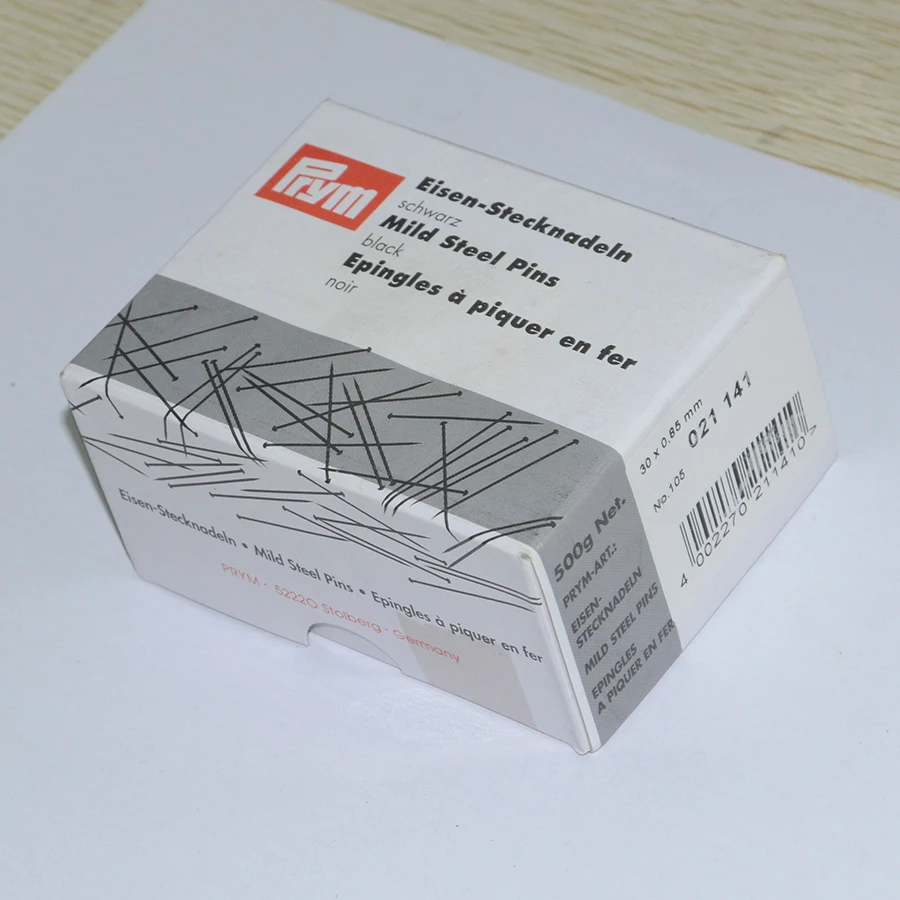 Prym
Eisen-Stecknadeln
schwarz
Mild Steel Pins
black
Epingles à piquer en fer
noir
Eisen-Stecknadeln • Mild Steel Pins • Epingles à piquer en fer
PRYM · 52220 Stolberg · Germany
30 x 0,85 mm
No. 105 021 141
4 002270 211410
500g Net.
PRYM-ART.:
EISEN-
STECKNADELN
MILD STEEL PINS
EPINGLES
A PIQUER EN FER